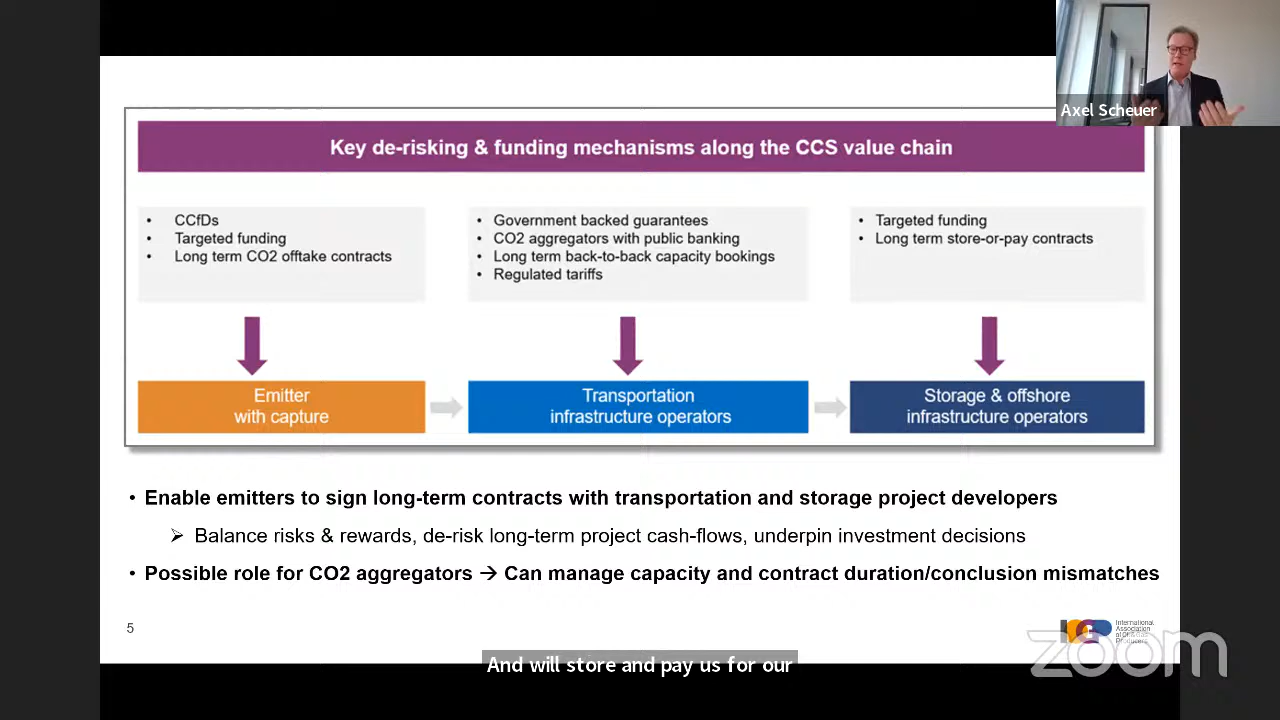 Axel Scheuer
Key de-risking & funding mechanisms along the CCS value chain
• CCfDs
• Targeted funding
• Long term CO2 offtake contracts
• Government backed guarantees
• CO2 aggregators with public banking
• Long term back-to-back capacity bookings
• Regulated tariffs
• Targeted funding
• Long term store-or-pay contracts
Emitter
with capture
Transportation
infrastructure operators
Storage & offshore
infrastructure operators
• Enable emitters to sign long-term contracts with transportation and storage project developers
➢ Balance risks & rewards, de-risk long-term project cash-flows, underpin investment decisions
• Possible role for CO2 aggregators → Can manage capacity and contract duration/conclusion mismatches
5
International
Association
of Oil & Gas
Producers
zoom
And will store and pay us for our